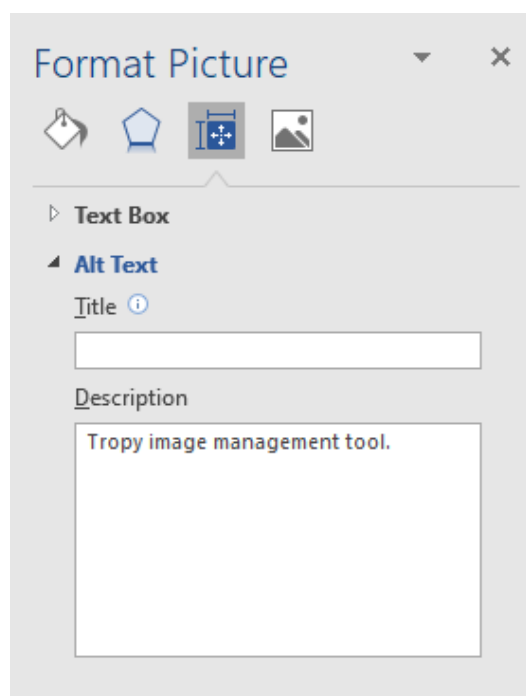 Format Picture
Text Box
Alt Text
Title
Description
Tropy image management tool.